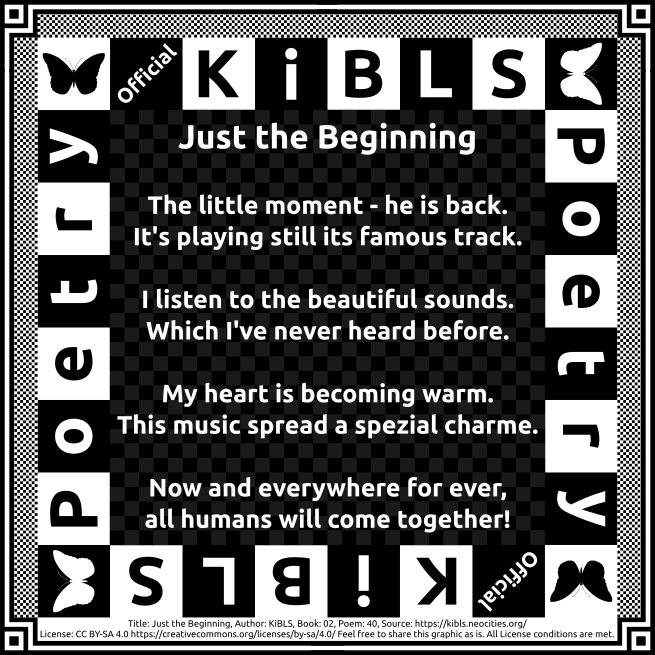 Official KiBLS
Poetry
Poetry
Just the Beginning
The little moment - he is back.
It's playing still its famous track.
I listen to the beautiful sounds.
Which I've never heard before.
My heart is becoming warm.
This music spread a spezial charme.
Now and everywhere for ever,
all humans will come together!
Official KiBLS
Title: Just the Beginning, Author: KiBLS, Book: 02, Poem: 40, Source: https://kibls.neocities.org/
License: CC BY-SA 4.0 https://creativecommons.org/licenses/by-sa/4.0/ Feel free to share this graphic as is. All License conditions are met.